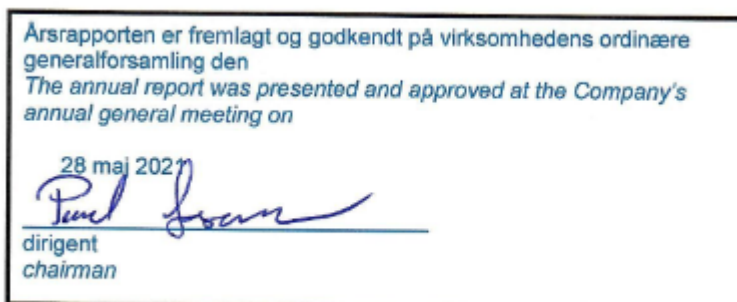 Årsrapporten er fremlagt og godkendt på virksomhedens ordinære
generalforsamling den
The annual report was presented and approved at the Company's
annual general meeting on
28 maj 2021
dirigent
chairman